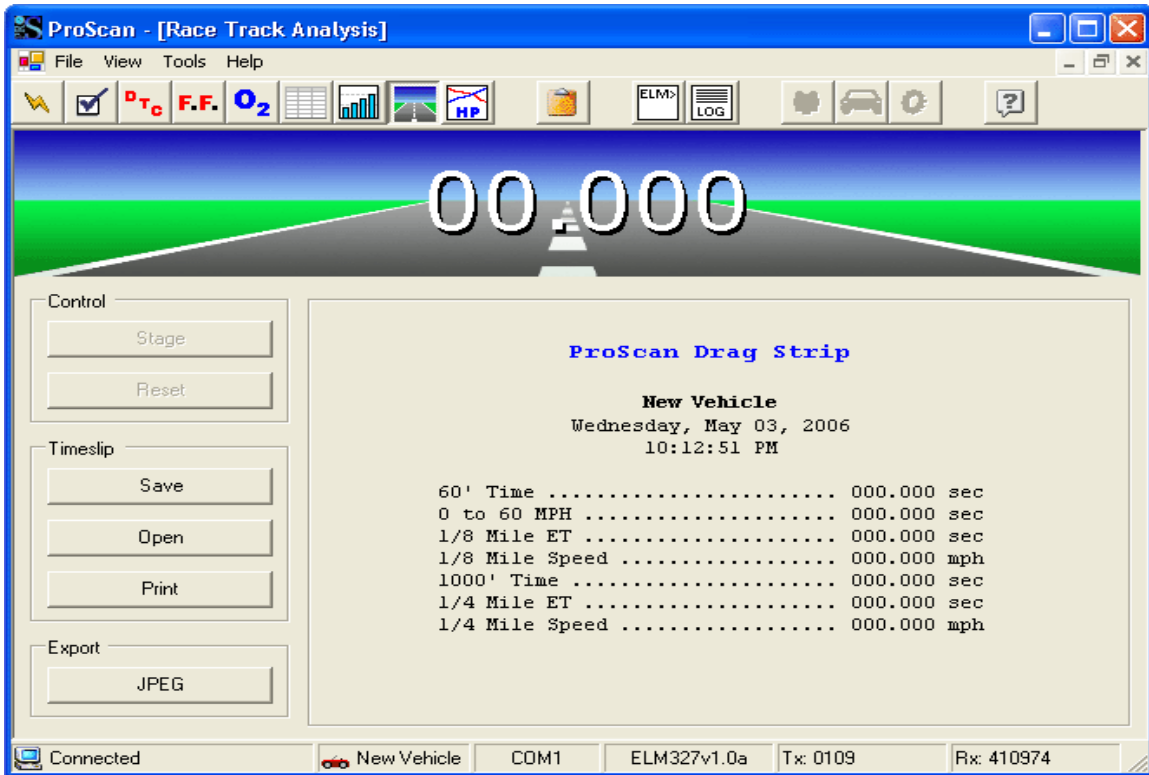 ProScan - [Race Track Analysis]
File View Tools Help
DTC F.F. O2 HP ELM> LOG ?
00.000
Control
Stage
Reset
Timeslip
Save
Open
Print
Export
JPEG
ProScan Drag Strip
New Vehicle
Wednesday, May 03, 2006
10:12:51 PM
60' Time ........................ 000.000 sec
0 to 60 MPH ..................... 000.000 sec
1/8 Mile ET ..................... 000.000 sec
1/8 Mile Speed .................. 000.000 mph
1000' Time ...................... 000.000 sec
1/4 Mile ET ..................... 000.000 sec
1/4 Mile Speed .................. 000.000 mph
Connected New Vehicle COM1 ELM327v1.0a Tx: 0109 Rx: 410974